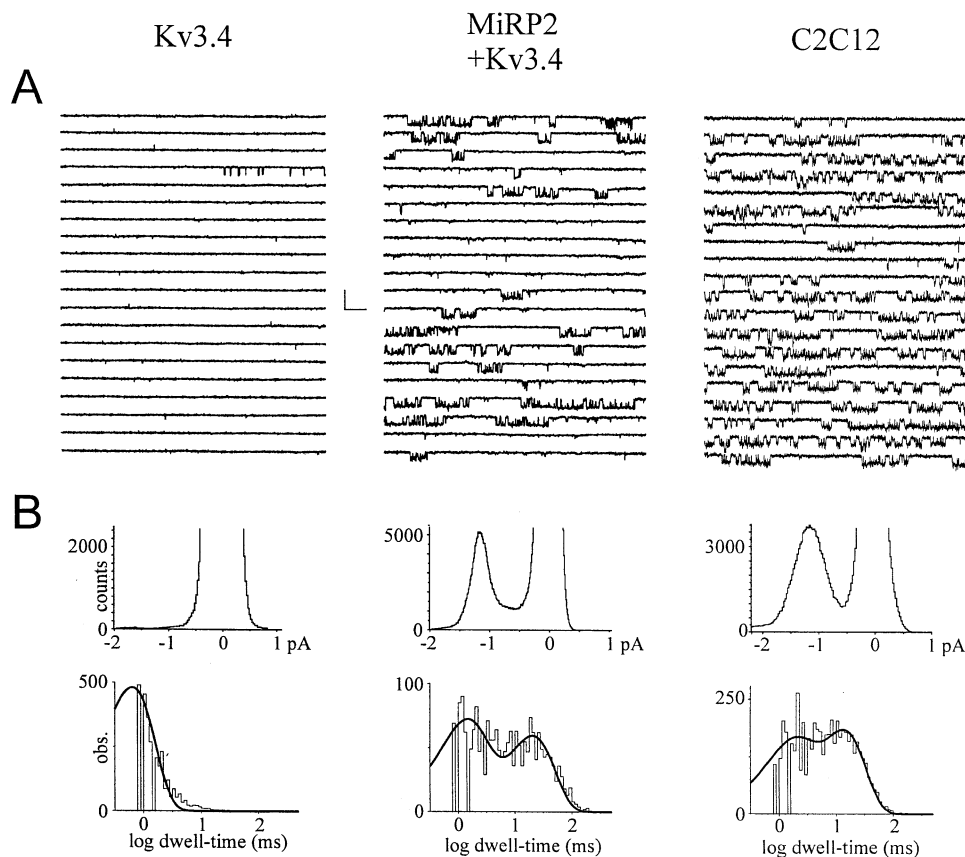 Kv3.4
MiRP2
+Kv3.4
C2C12
A
B
2000
counts
0
-2 -1 0 1 pA
5000
0
-2 -1 0 1 pA
3000
0
-2 -1 0 1 pA
500
obs.
0
0 1 2
log dwell-time (ms)
100
0
0 1 2
log dwell-time (ms)
250
0
0 1 2
log dwell-time (ms)